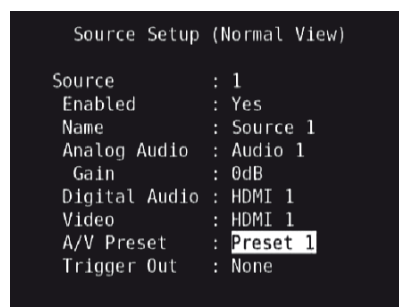 Source Setup (Normal View)
Source : 1
Enabled : Yes
Name : Source 1
Analog Audio : Audio 1
Gain : 0dB
Digital Audio : HDMI 1
Video : HDMI 1
A/V Preset : Preset 1
Trigger Out : None